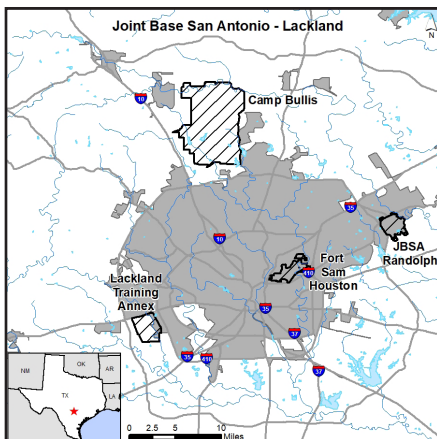 Joint Base San Antonio - Lackland
N
10
Camp Bullis
35
JBSA
Randolph
10
Fort
Sam
Houston
410
Lackland
Training
Annex
35
37
35
410
37
NM
OK
AR
TX
LA
0 2.5 5 10
Miles